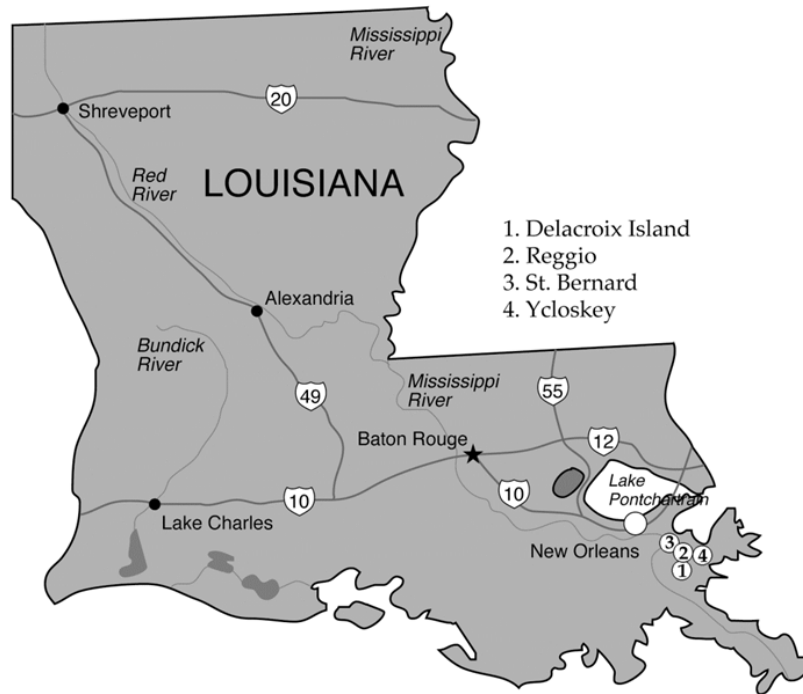 Mississippi
River
20
Shreveport
Red
River
LOUISIANA
1. Delacroix Island
2. Reggio
3. St. Bernard
4. Ycloskey
Alexandria
Bundick
River
Mississippi
River
55
49
Baton Rouge
12
Lake
Pontchartrain
10
10
Lake Charles
New Orleans
3
2
4
1